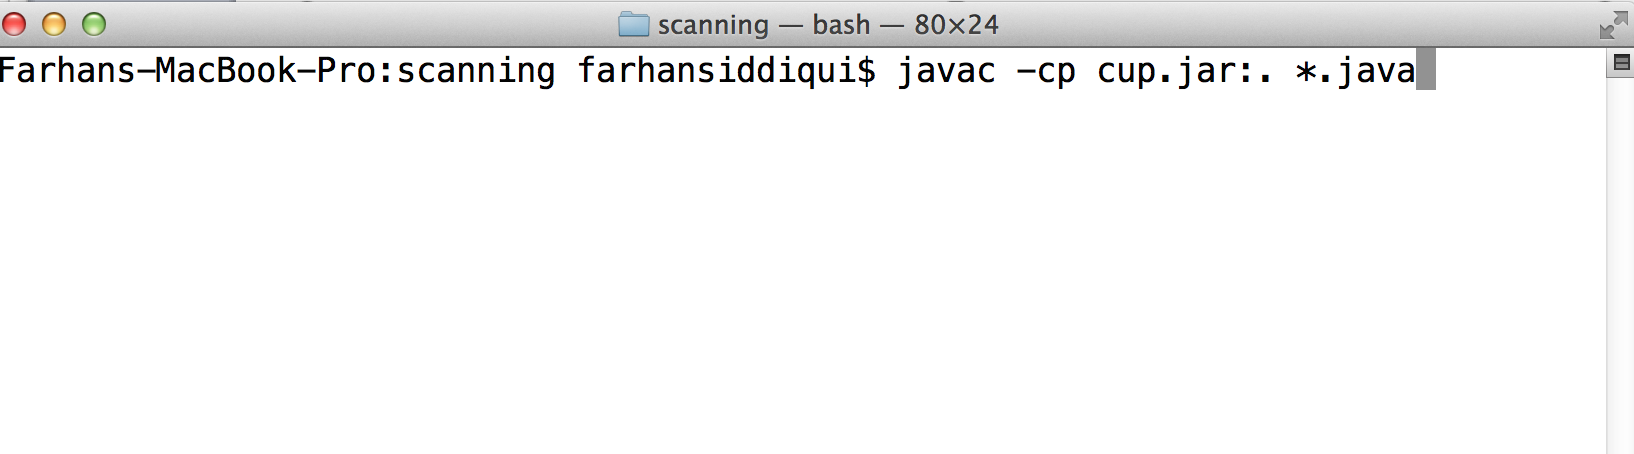 scanning — bash — 80×24
Farhans-MacBook-Pro:scanning farhansiddiqui$ javac -cp cup.jar:. *.java